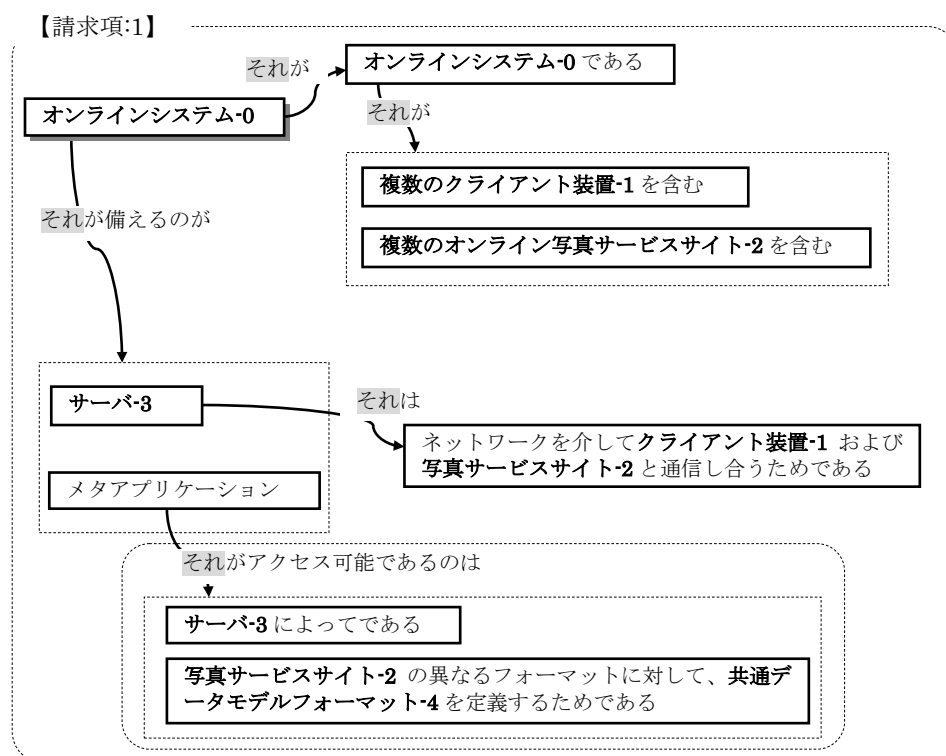 【請求項:1】
それが
オンラインシステム-0 である
オンラインシステム-0
それが
複数のクライアント装置-1 を含む
それが備えるのが
複数のオンライン写真サービスサイト-2 を含む
サーバ-3
それは
ネットワークを介してクライアント装置-1 および
写真サービスサイト-2 と通信し合うためである
メタアプリケーション
それがアクセス可能であるのは
サーバ-3 によってである
写真サービスサイト-2 の異なるフォーマットに対して、共通デ
ータモデルフォーマット-4 を定義するためである